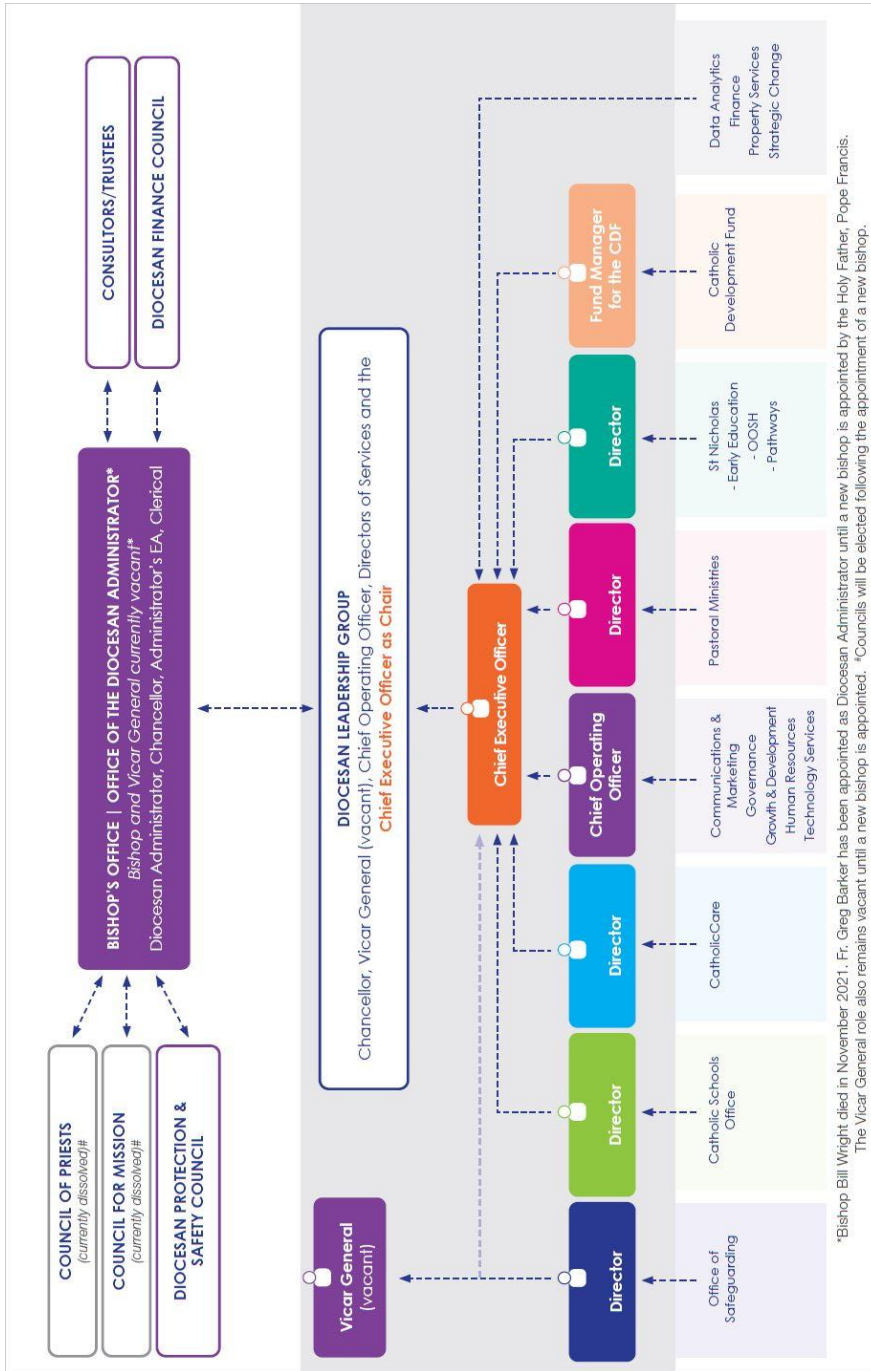 COUNCIL OF PRIESTS
(currently dissolved)#
COUNCIL FOR MISSION
(currently dissolved)#
DIOCESAN PROTECTION &
SAFETY COUNCIL
BISHOP'S OFFICE | OFFICE OF THE DIOCESAN ADMINISTRATOR*
Bishop and Vicar General currently vacant*
Diocesan Administrator, Chancellor, Administrator's EA, Clerical
CONSULTORS/TRUSTEES
DIOCESAN FINANCE COUNCIL
Vicar General
(vacant)
DIOCESAN LEADERSHIP GROUP
Chancellor, Vicar General (vacant), Chief Operating Officer, Directors of Services and the
Chief Executive Officer as Chair
Chief Executive Officer
Director
Director
Director
Chief Operating
Officer
Director
Director
Fund Manager
for the CDF
Office of
Safeguarding
Catholic Schools
Office
CatholicCare
Communications &
Marketing
Governance
Growth & Development
Human Resources
Technology Services
Pastoral Ministries
St Nicholas
- Early Education
- OOSH
- Pathways
Catholic
Development Fund
Data Analytics
Finance
Property Services
Strategic Change
*Bishop Bill Wright died in November 2021. Fr. Greg Barker has been appointed as Diocesan Administrator until a new bishop is appointed by the Holy Father, Pope Francis.
The Vicar General role also remains vacant until a new bishop is appointed. #Councils will be elected following the appointment of a new bishop.